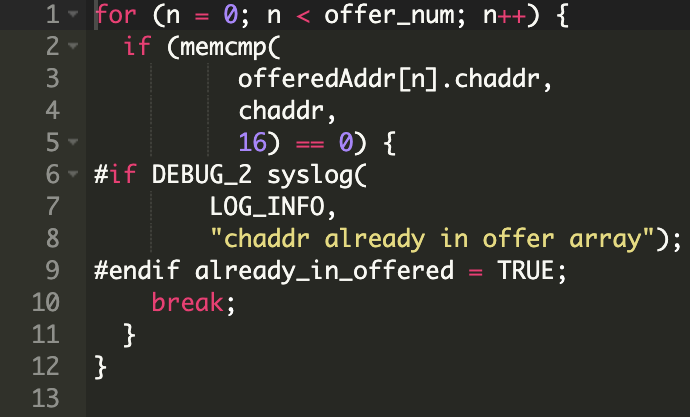 1 for (n = 0; n < offer_num; n++) {
2 if (memcmp(
3 offeredAddr[n].chaddr,
4 chaddr,
5 16) == 0) {
6 #if DEBUG_2 syslog(
7 LOG_INFO,
8 "chaddr already in offer array");
9 #endif already_in_offered = TRUE;
10 break;
11 }
12 }
13